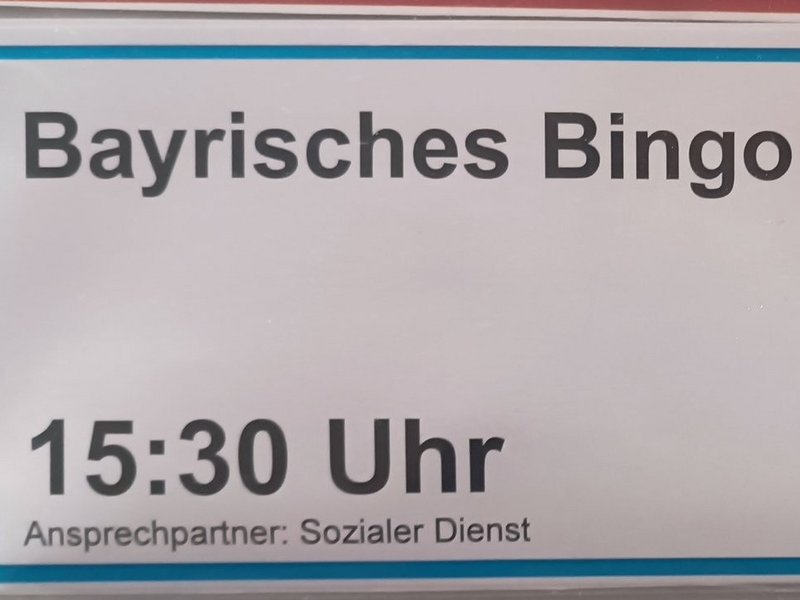 Bayrisches Bingo
15:30 Uhr
Ansprechpartner: Sozialer Dienst